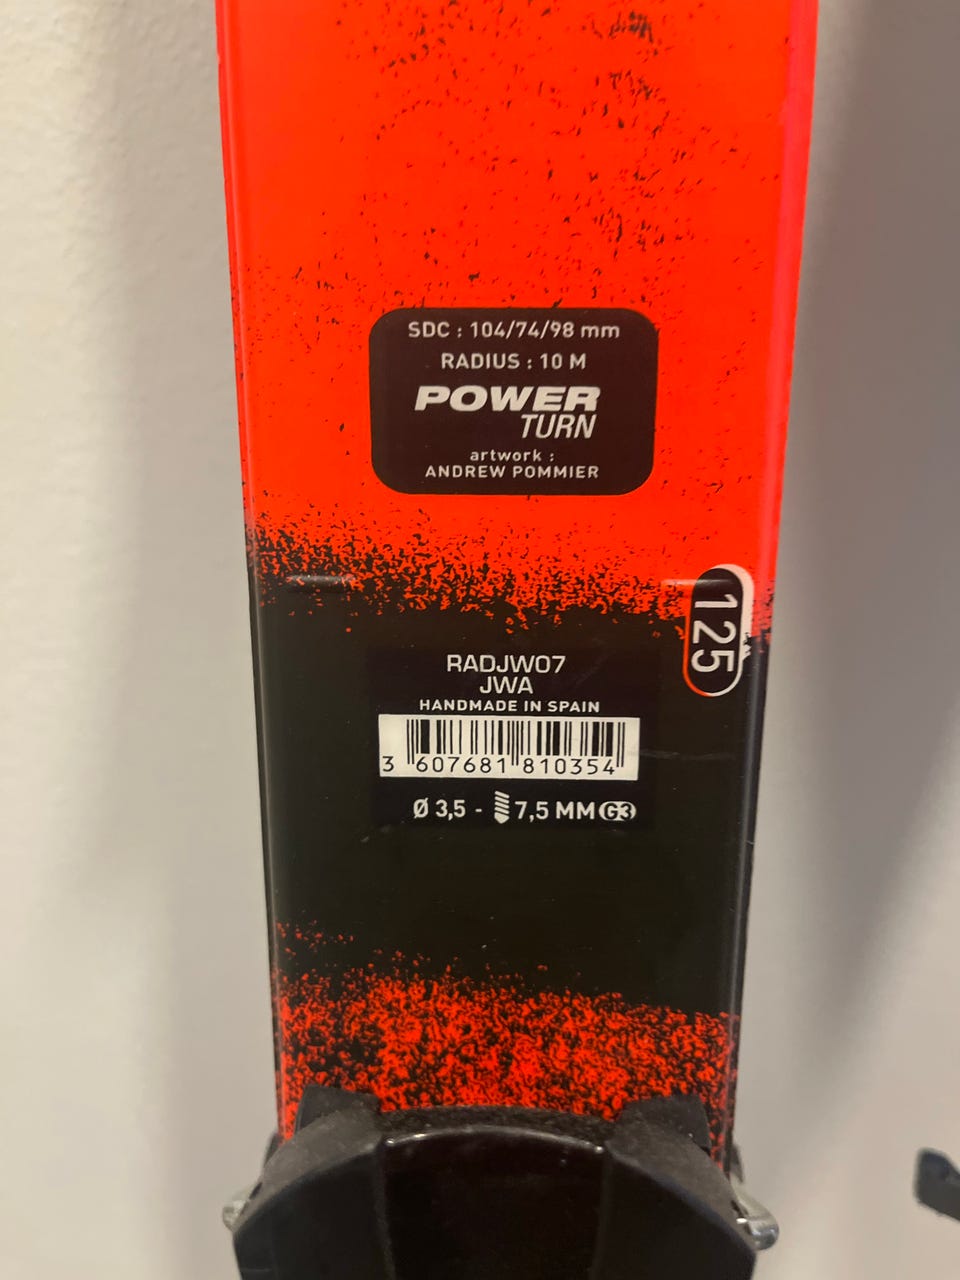 SDC : 104/74/98 mm
RADIUS : 10 M
POWER
TURN
artwork :
ANDREW POMMIER
125
RADJW07
JWA
HANDMADE IN SPAIN
3 607681 810354
Ø 3,5 - 7,5 MM G3